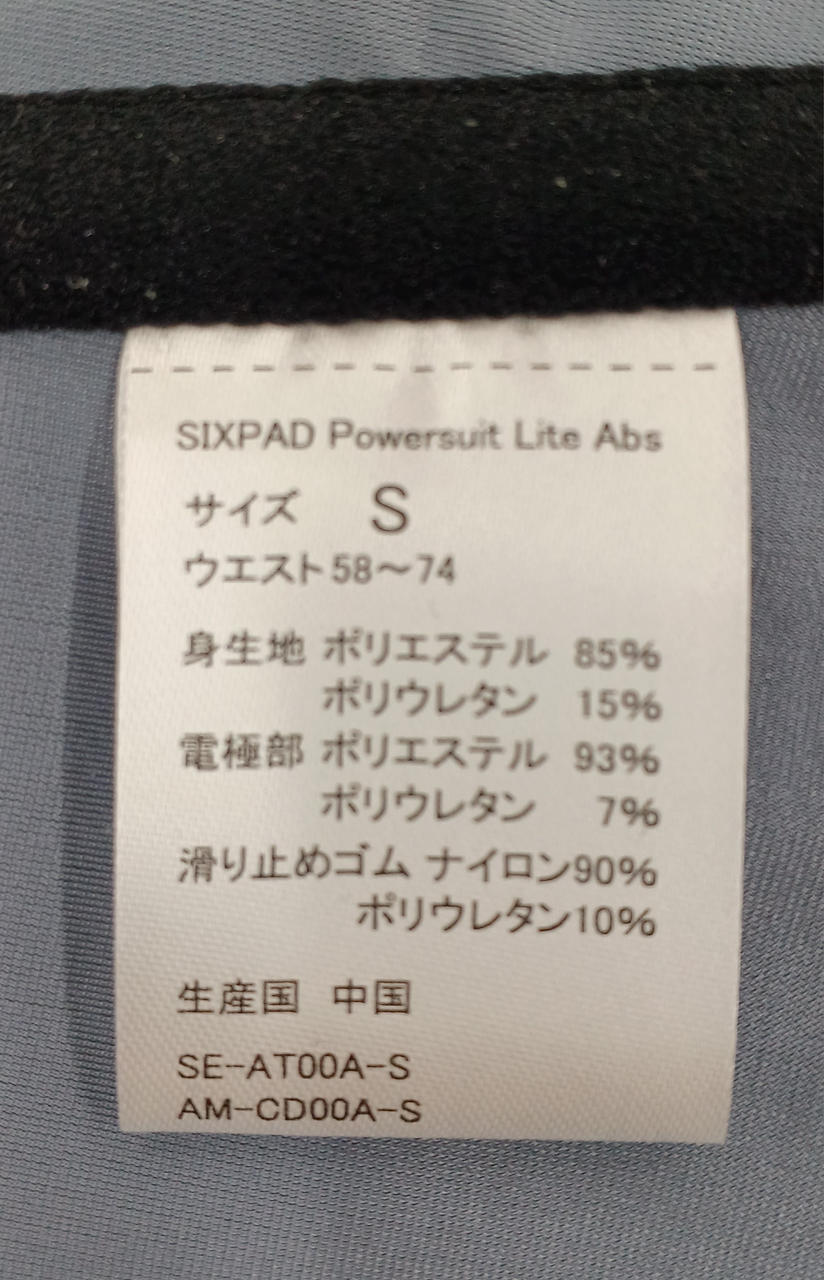 SIXPAD Powersuit Lite Abs
サイズ S
ウエスト58～74
身生地 ポリエステル 85%
ポリウレタン 15%
電極部 ポリエステル 93%
ポリウレタン 7%
滑り止めゴム ナイロン90%
ポリウレタン10%
生産国 中国
SE-AT00A-S
AM-CD00A-S